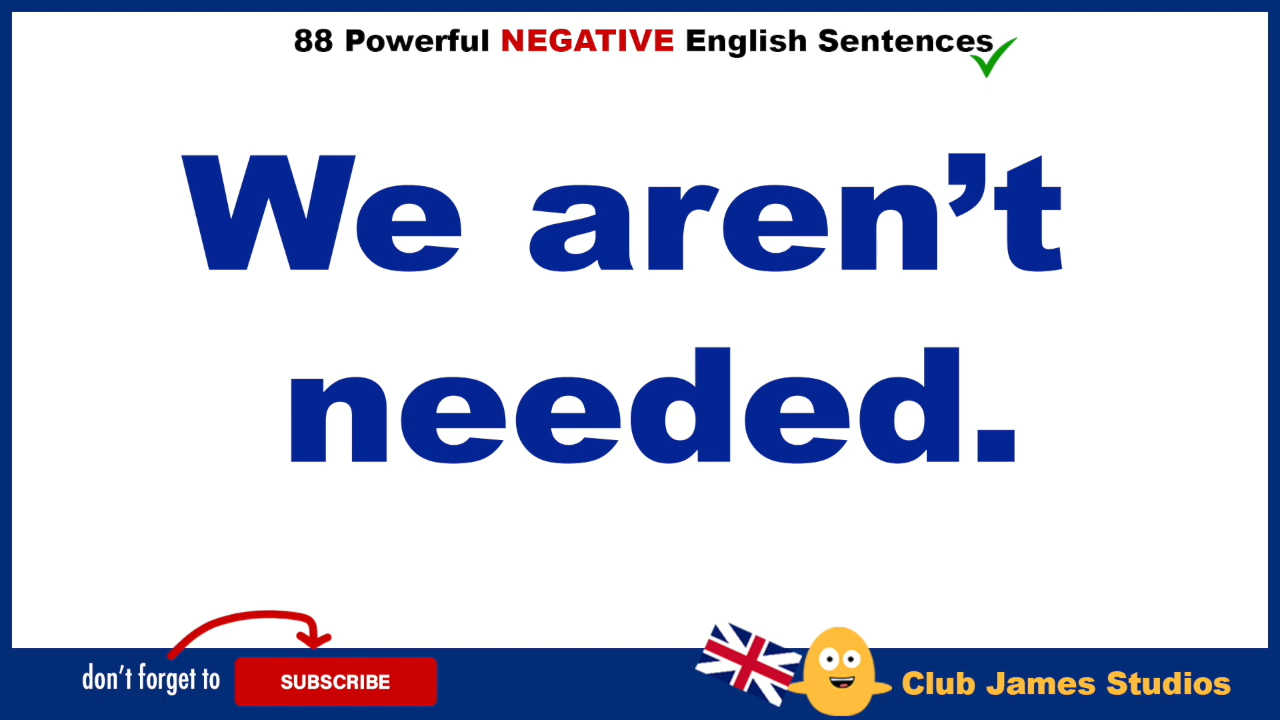 88 Powerful NEGATIVE English Sentences
We aren’t
needed.
don't forget to
SUBSCRIBE
Club James Studios